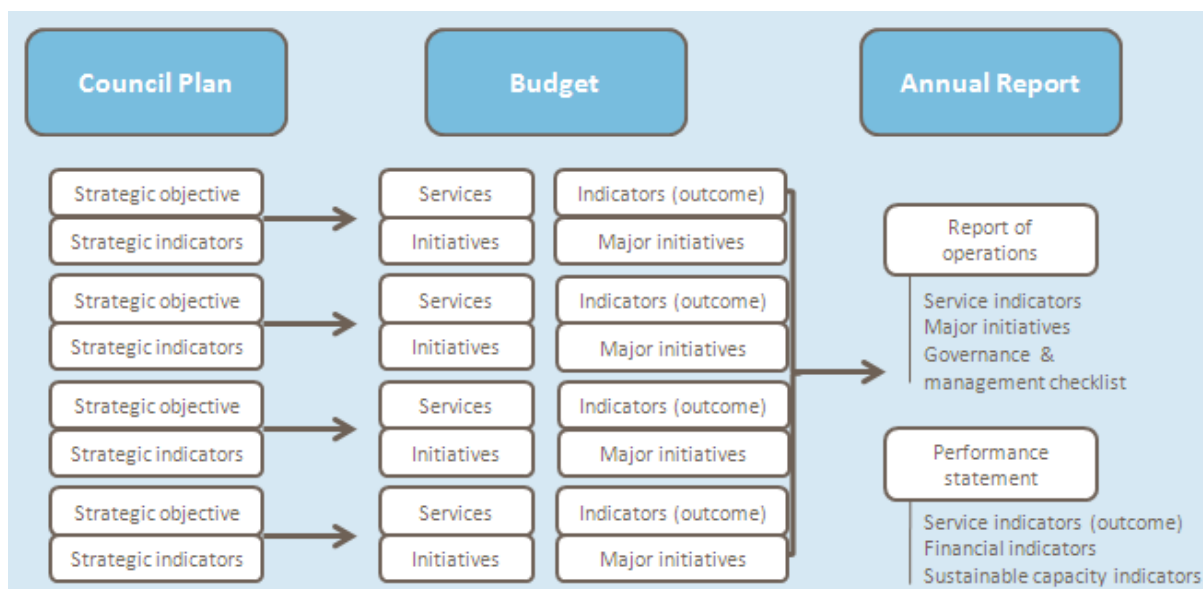 Council Plan
Budget
Annual Report
Strategic objective
Strategic indicators
Strategic objective
Strategic indicators
Strategic objective
Strategic indicators
Strategic objective
Strategic indicators
Services
Initiatives
Services
Initiatives
Services
Initiatives
Services
Initiatives
Indicators (outcome)
Major initiatives
Indicators (outcome)
Major initiatives
Indicators (outcome)
Major initiatives
Indicators (outcome)
Major initiatives
Report of
operations
Service indicators
Major initiatives
Governance &
management checklist
Performance
statement
Service indicators (outcome)
Financial indicators
Sustainable capacity indicators